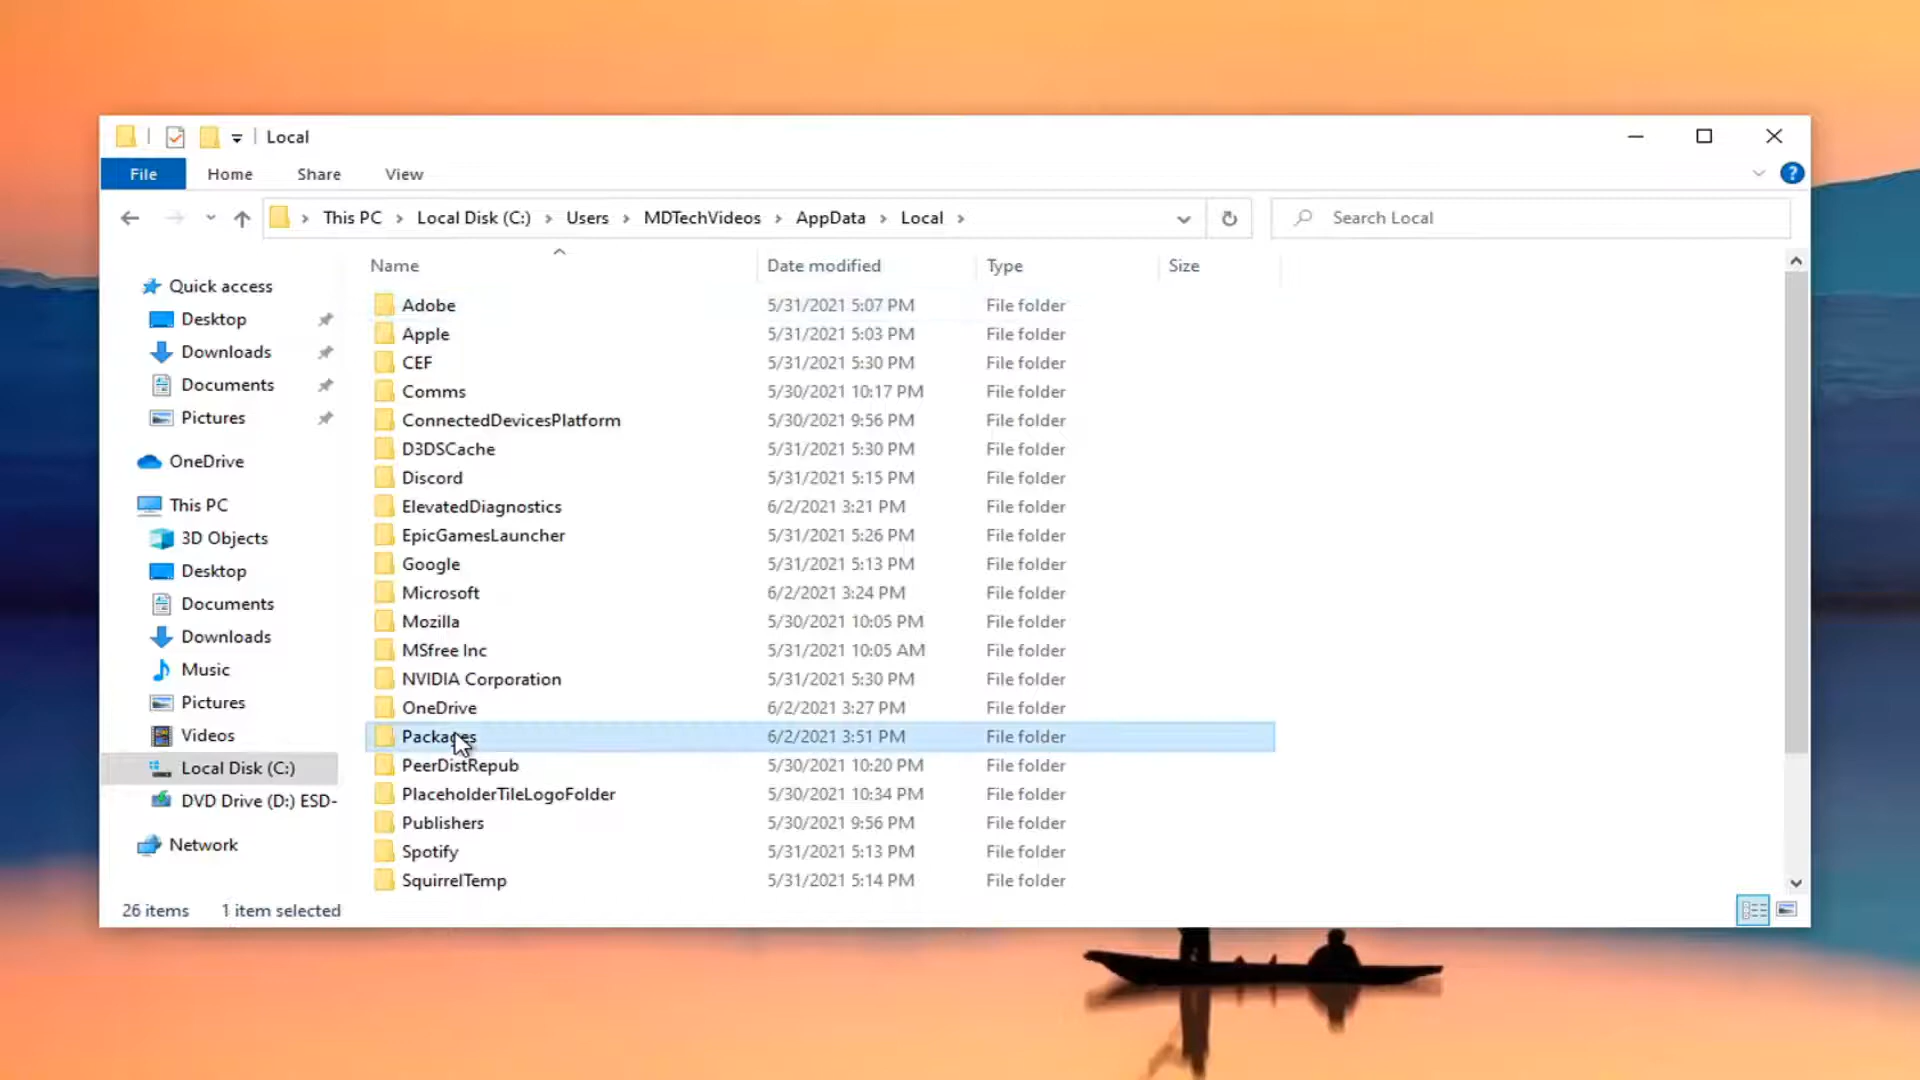 Local
File Home Share View
This PC Local Disk (C:) Users MDTechVideos AppData Local Search Local
Name Date modified Type Size
Quick access
Desktop
Downloads
Documents
Pictures
OneDrive
This PC
3D Objects
Desktop
Documents
Downloads
Music
Pictures
Videos
Local Disk (C:)
DVD Drive (D:) ESD-
Network
Adobe 5/31/2021 5:07 PM File folder
Apple 5/31/2021 5:03 PM File folder
CEF 5/31/2021 5:30 PM File folder
Comms 5/30/2021 10:17 PM File folder
ConnectedDevicesPlatform 5/30/2021 9:56 PM File folder
D3DSCache 5/31/2021 5:30 PM File folder
Discord 5/31/2021 5:15 PM File folder
ElevatedDiagnostics 6/2/2021 3:21 PM File folder
EpicGamesLauncher 5/31/2021 5:26 PM File folder
Google 5/31/2021 5:13 PM File folder
Microsoft 6/2/2021 3:24 PM File folder
Mozilla 5/30/2021 10:05 PM File folder
MSfree Inc 5/31/2021 10:05 AM File folder
NVIDIA Corporation 5/31/2021 5:30 PM File folder
OneDrive 6/2/2021 3:27 PM File folder
Packages 6/2/2021 3:51 PM File folder
PeerDistRepub 5/30/2021 10:20 PM File folder
PlaceholderTileLogoFolder 5/30/2021 10:34 PM File folder
Publishers 5/30/2021 9:56 PM File folder
Spotify 5/31/2021 5:13 PM File folder
SquirrelTemp 5/31/2021 5:14 PM File folder
26 items 1 item selected